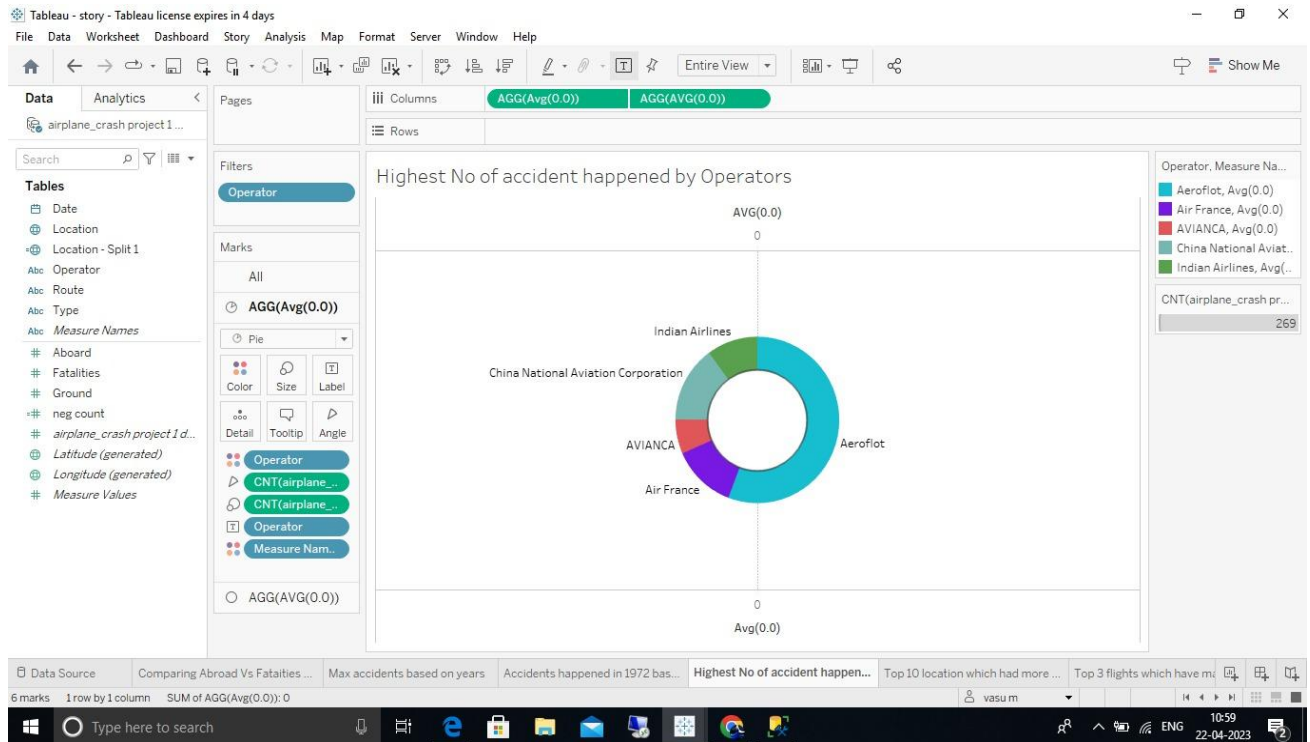 Tableau - story - Tableau license expires in 4 days
File Data Worksheet Dashboard Story Analysis Map Format Server Window Help
Entire View
Show Me
Data Analytics
airplane_crash project 1 ...
Search
Tables
Date
Location
Location - Split 1
Abc Operator
Abc Route
Abc Type
Abc Measure Names
# Aboard
# Fatalities
# Ground
# neg count
# airplane_crash project 1 d...
Latitude (generated)
Longitude (generated)
# Measure Values
Pages
Filters
Operator
Marks
All
AGG(Avg(0.0))
Pie
Color Size Label
Detail Tooltip Angle
Operator
CNT(airplane_..
CNT(airplane_..
Operator
Measure Nam..
AGG(AVG(0.0))
Columns AGG(Avg(0.0)) AGG(AVG(0.0))
Rows
Highest No of accident happened by Operators
AVG(0.0)
0
Indian Airlines
China National Aviation Corporation
AVIANCA
Aeroflot
Air France
0
Avg(0.0)
Operator, Measure Na...
Aeroflot, Avg(0.0)
Air France, Avg(0.0)
AVIANCA, Avg(0.0)
China National Aviat..
Indian Airlines, Avg(..
CNT(airplane_crash pr...
269
Data Source Comparing Abroad Vs Fataities ... Max accidents based on years Accidents happened in 1972 bas... Highest No of accident happen... Top 10 location which had more ... Top 3 flights which have ma
6 marks 1 row by 1 column SUM of AGG(Avg(0.0)): 0 vasu m
Type here to search
ENG
10:59
22-04-2023
2